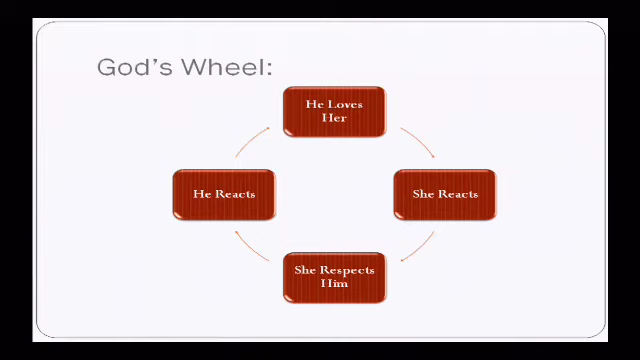 God's Wheel:
He Loves
Her
He Reacts
She Reacts
She Respects
Him